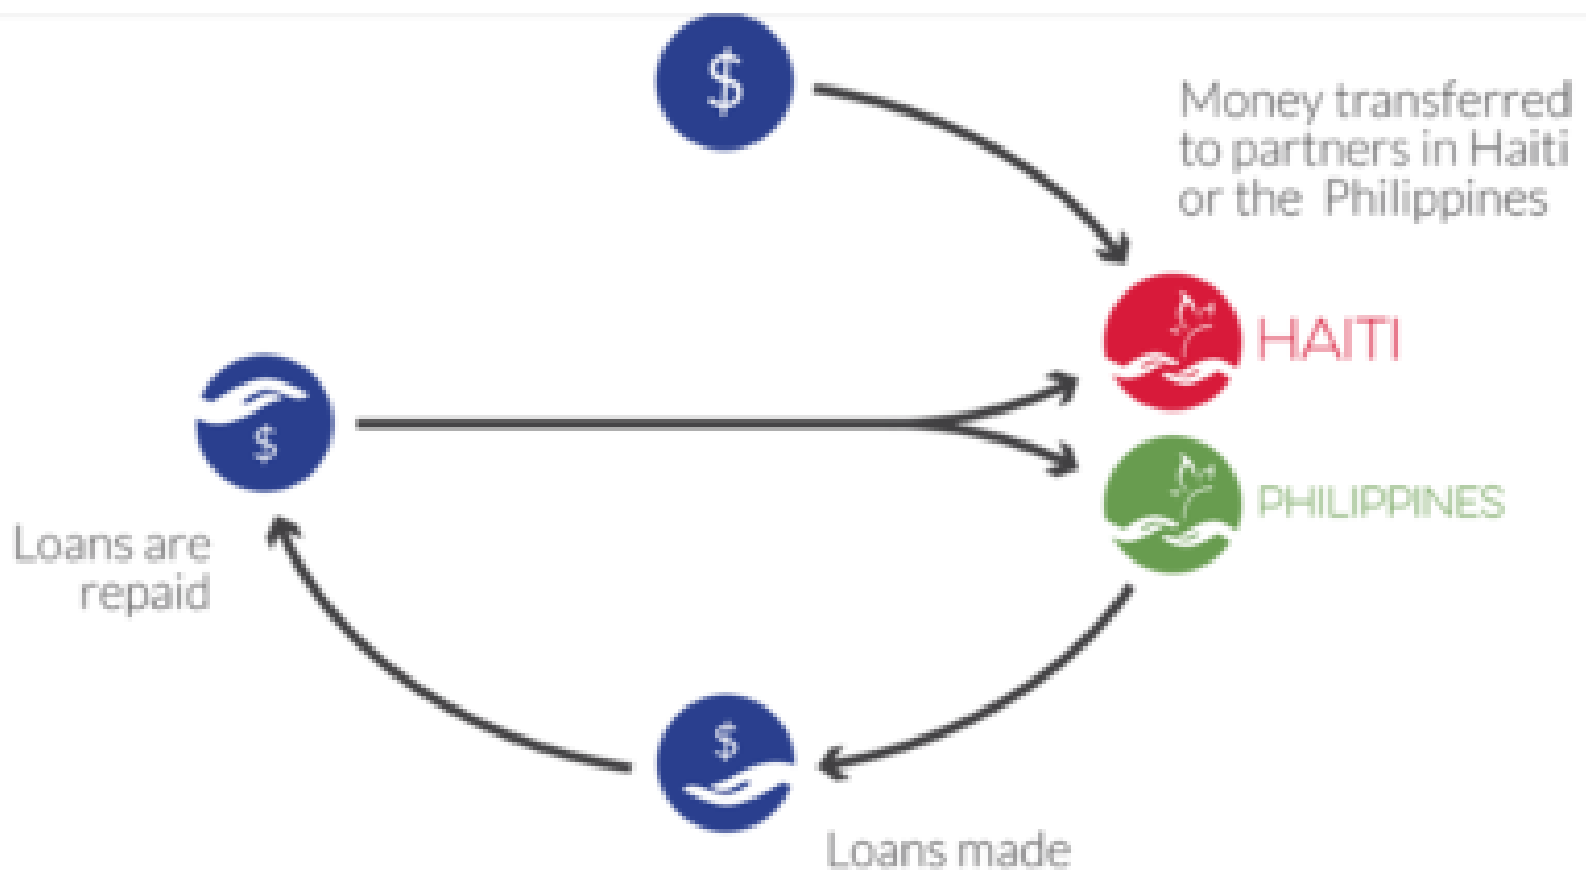 $
Money transferred
to partners in Haiti
or the Philippines
HAITI
$
PHILIPPINES
Loans are
repaid
$
Loans made